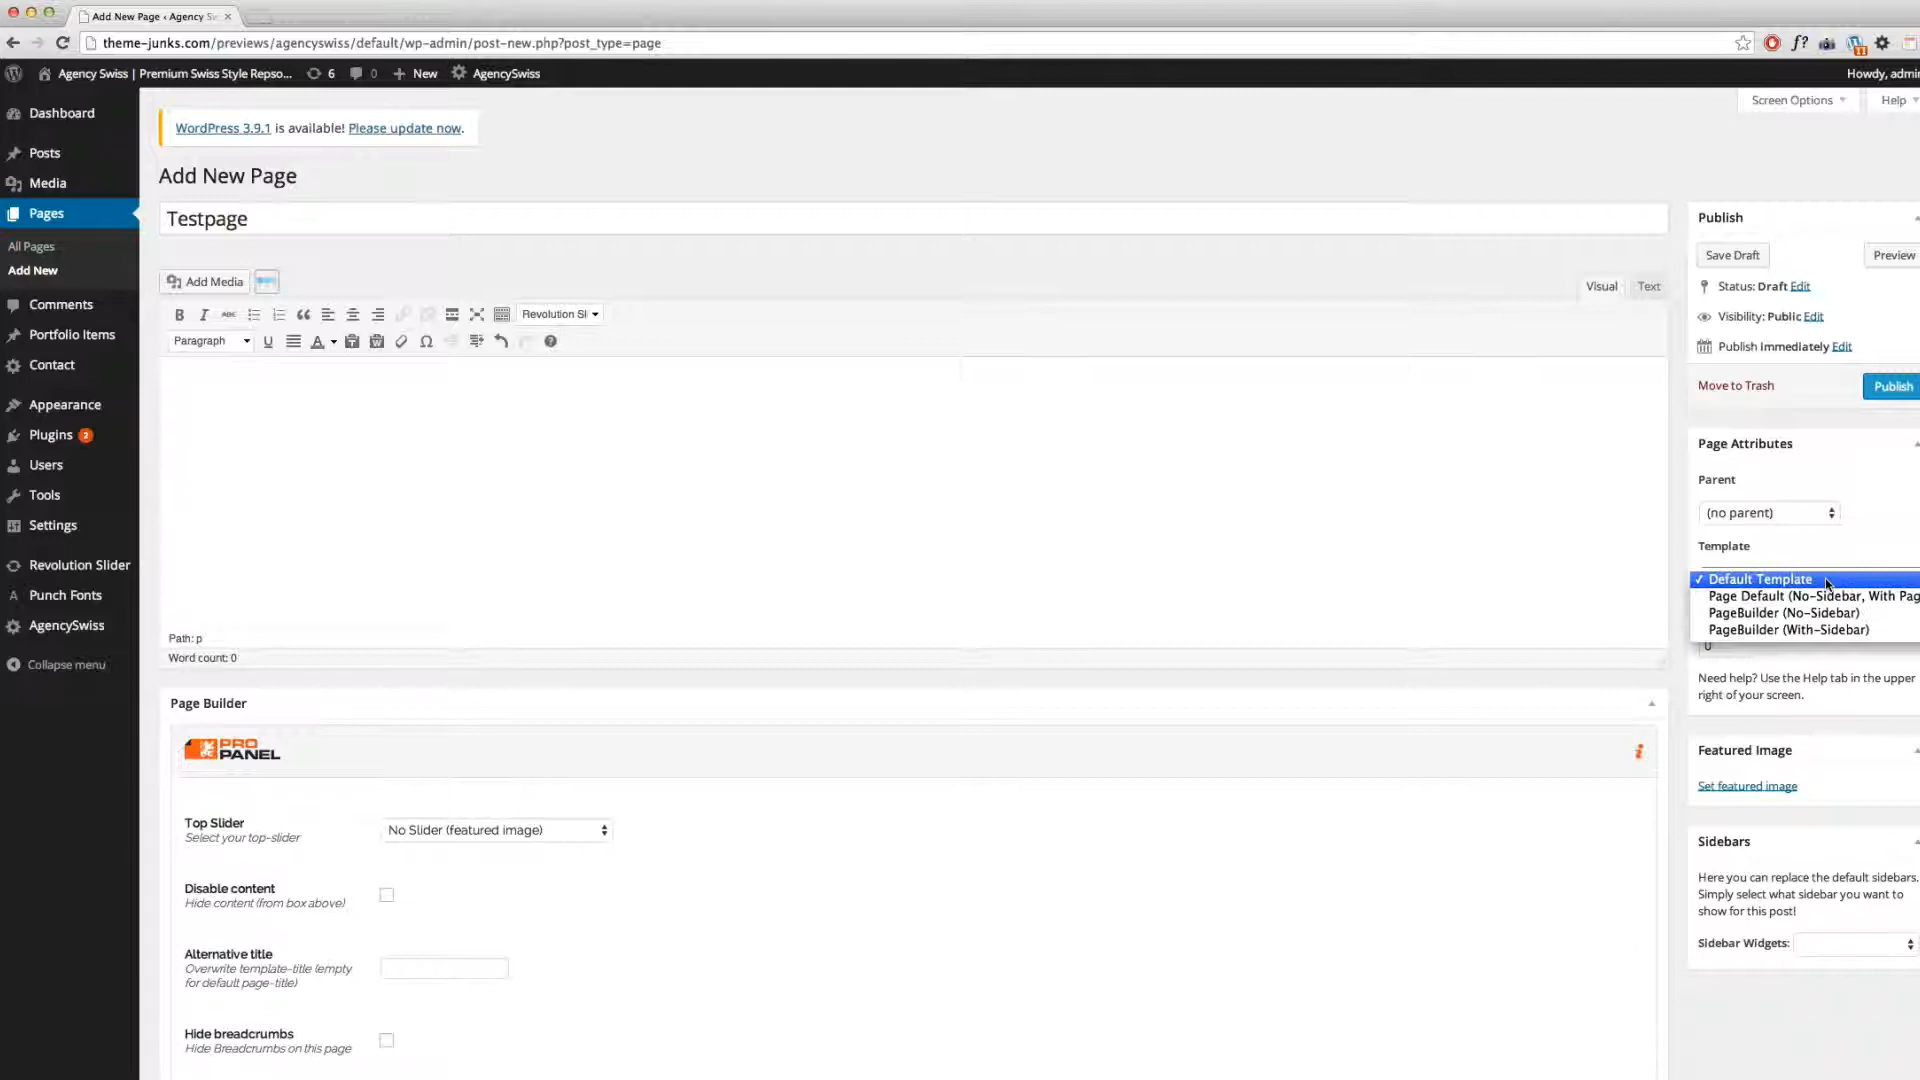 Add New Page ‹ Agency Sw
theme-junks.com/previews/agencyswiss/default/wp-admin/post-new.php?post_type=page
f?
Agency Swiss | Premium Swiss Style Repso...
6
0
New
AgencySwiss
Howdy, admin
Dashboard
Posts
Media
Pages
All Pages
Add New
Comments
Portfolio Items
Contact
Appearance
Plugins 2
Users
Tools
Settings
Revolution Slider
Punch Fonts
AgencySwiss
Collapse menu
Screen Options
Help
WordPress 3.9.1 is available! Please update now.
Add New Page
Testpage
Add Media
Visual
Text
B I ABC
Revolution Sl
Paragraph
U A Ω
Path: p
Word count: 0
Page Builder
PRO
PANEL
i
Top Slider
Select your top-slider
No Slider (featured image)
Disable content
Hide content (from box above)
Alternative title
Overwrite template-title (empty
for default page-title)
Hide breadcrumbs
Hide Breadcrumbs on this page
Publish
Save Draft
Preview
Status: Draft Edit
Visibility: Public Edit
Publish immediately Edit
Move to Trash
Publish
Page Attributes
Parent
(no parent)
Template
✓ Default Template
Page Default (No-Sidebar, With Pag
PageBuilder (No-Sidebar)
PageBuilder (With-Sidebar)
0
Need help? Use the Help tab in the upper
right of your screen.
Featured Image
Set featured image
Sidebars
Here you can replace the default sidebars.
Simply select what sidebar you want to
show for this post!
Sidebar Widgets: